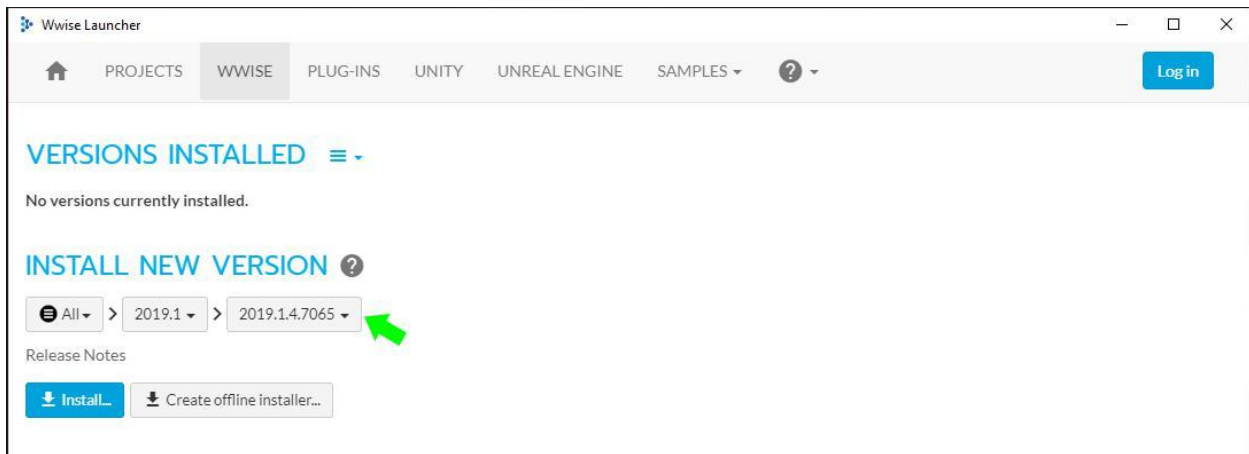 Wwise Launcher
PROJECTS WWISE PLUG-INS UNITY UNREAL ENGINE SAMPLES ? Log in
VERSIONS INSTALLED
No versions currently installed.
INSTALL NEW VERSION ?
All > 2019.1 > 2019.1.4.7065
Release Notes
Install... Create offline installer...